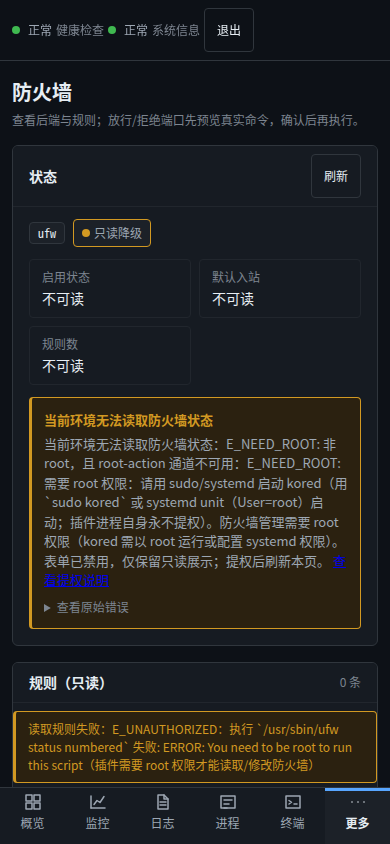 正常 健康检查 正常 系统信息 退出
防火墙
查看后端与规则；放行/拒绝端口先预览真实命令，确认后再执行。
状态 刷新
ufw 只读降级
启用状态 默认入站
不可读 不可读
规则数
不可读
当前环境无法读取防火墙状态
当前环境无法读取防火墙状态：E_NEED_ROOT: 非
root，且 root-action 通道不可用：E_NEED_ROOT:
需要 root 权限：请用 sudo/systemd 启动 kored（用
`sudo kored` 或 systemd unit（User=root）启
动；插件进程自身永不提权）。防火墙管理需要 root
权限（kored 需以 root 运行或配置 systemd 权限）。
表单已禁用，仅保留只读展示；提权后刷新本页。
查看原始错误
规则（只读） 0 条
读取规则失败：E_UNAUTHORIZED：执行 `/usr/sbin/ufw
status numbered` 失败: ERROR: You need to be root to run
this script（插件需要 root 权限才能读取/修改防火墙）
概览 监控 日志 进程 终端 更多